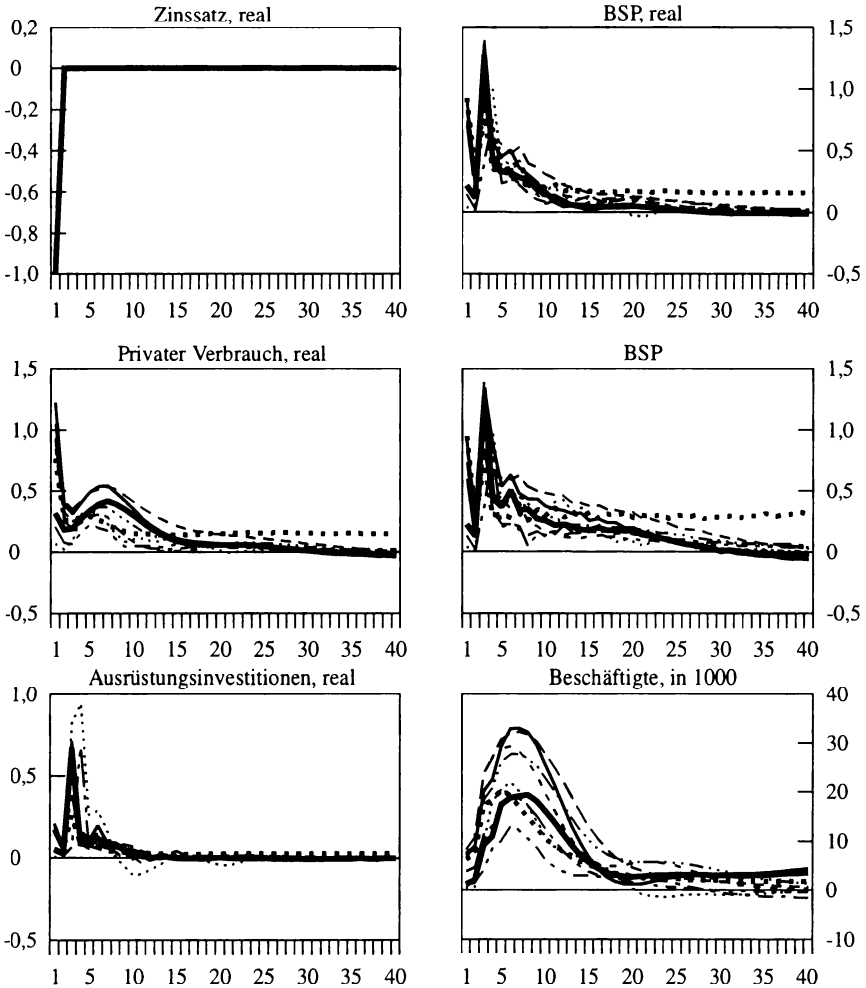 Zinssatz, real
0,2
0
-0,2
-0,4
-0,6
-0,8
-1,0
1 5 10 15 20 25 30 35 40
BSP, real
1,5
1,0
0,5
0
-0,5
1 5 10 15 20 25 30 35 40
Privater Verbrauch, real
1,5
1,0
0,5
0
-0,5
1 5 10 15 20 25 30 35 40
BSP
1,5
1,0
0,5
0
-0,5
1 5 10 15 20 25 30 35 40
Ausrüstungsinvestitionen, real
1,0
0,5
0
-0,5
1 5 10 15 20 25 30 35 40
Beschäftigte, in 1000
40
30
20
10
0
-10
1 5 10 15 20 25 30 35 40